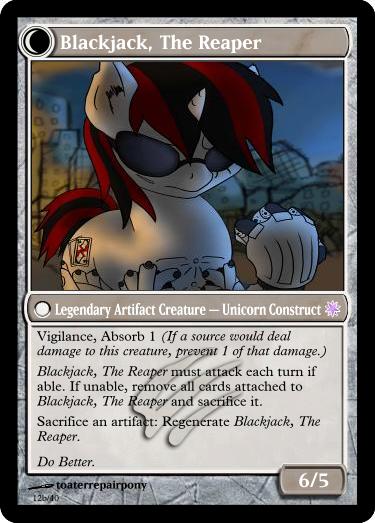 Blackjack, The Reaper
Legendary Artifact Creature — Unicorn Construct
Vigilance, Absorb 1 (If a source would deal
damage to this creature, prevent 1 of that damage.)
Blackjack, The Reaper must attack each turn if
able. If unable, remove all cards attached to
Blackjack, The Reaper and sacrifice it.
Sacrifice an artifact: Regenerate Blackjack, The
Reaper.
Do Better.
6/5
toaterrepairpony
12b/40